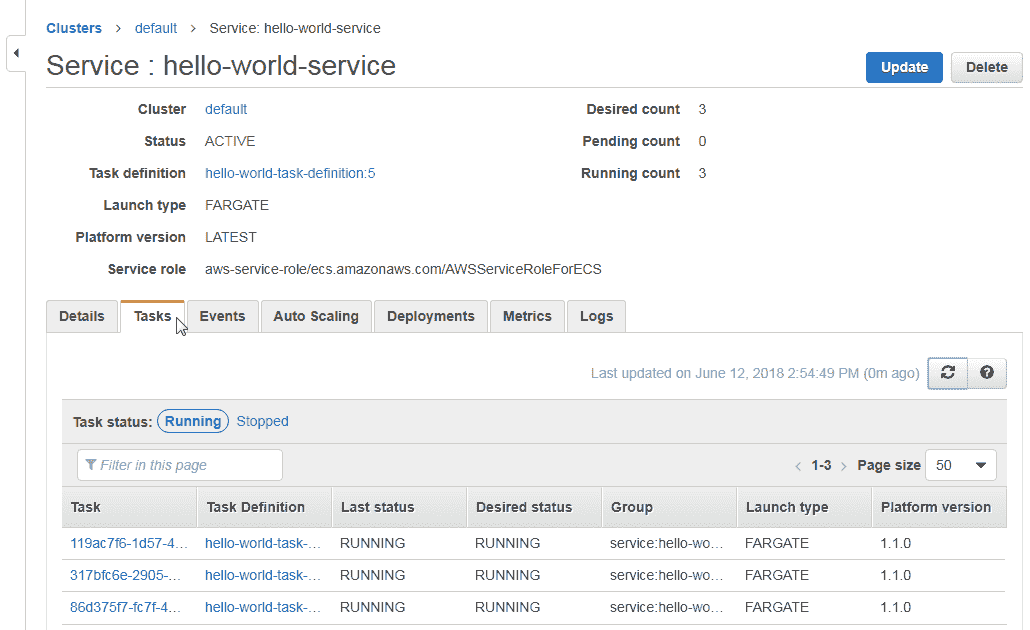 Clusters > default > Service: hello-world-service
Service : hello-world-service
Update Delete
Cluster default Desired count 3
Status ACTIVE Pending count 0
Task definition hello-world-task-definition:5 Running count 3
Launch type FARGATE
Platform version LATEST
Service role aws-service-role/ecs.amazonaws.com/AWSServiceRoleForECS
Details Tasks Events Auto Scaling Deployments Metrics Logs
Last updated on June 12, 2018 2:54:49 PM (0m ago) ?
Task status: Running Stopped
Filter in this page < 1-3 > Page size 50
Task Task Definition Last status Desired status Group Launch type Platform version
119ac7f6-1d57-4... hello-world-task-... RUNNING RUNNING service:hello-wo... FARGATE 1.1.0
317bfc6e-2905-... hello-world-task-... RUNNING RUNNING service:hello-wo... FARGATE 1.1.0
86d375f7-fc7f-4... hello-world-task-... RUNNING RUNNING service:hello-wo... FARGATE 1.1.0